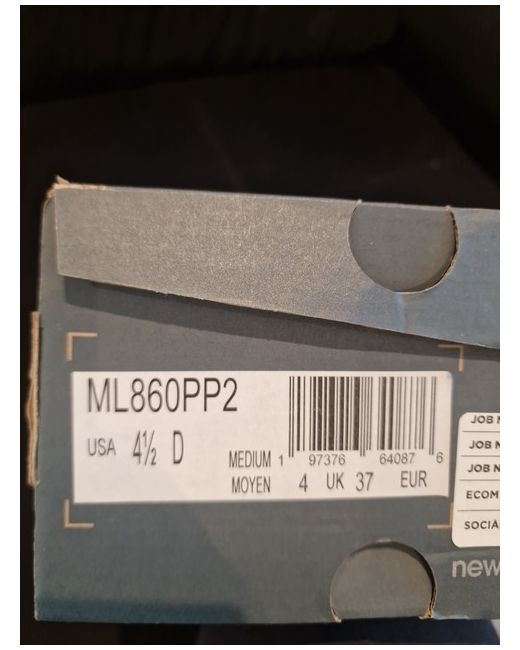 ML860PP2
USA 4½ D
MEDIUM 1 97376 64087 6
MOYEN 4 UK 37 EUR
JOB
JOB
JOB
ECOM
SOCIA
new